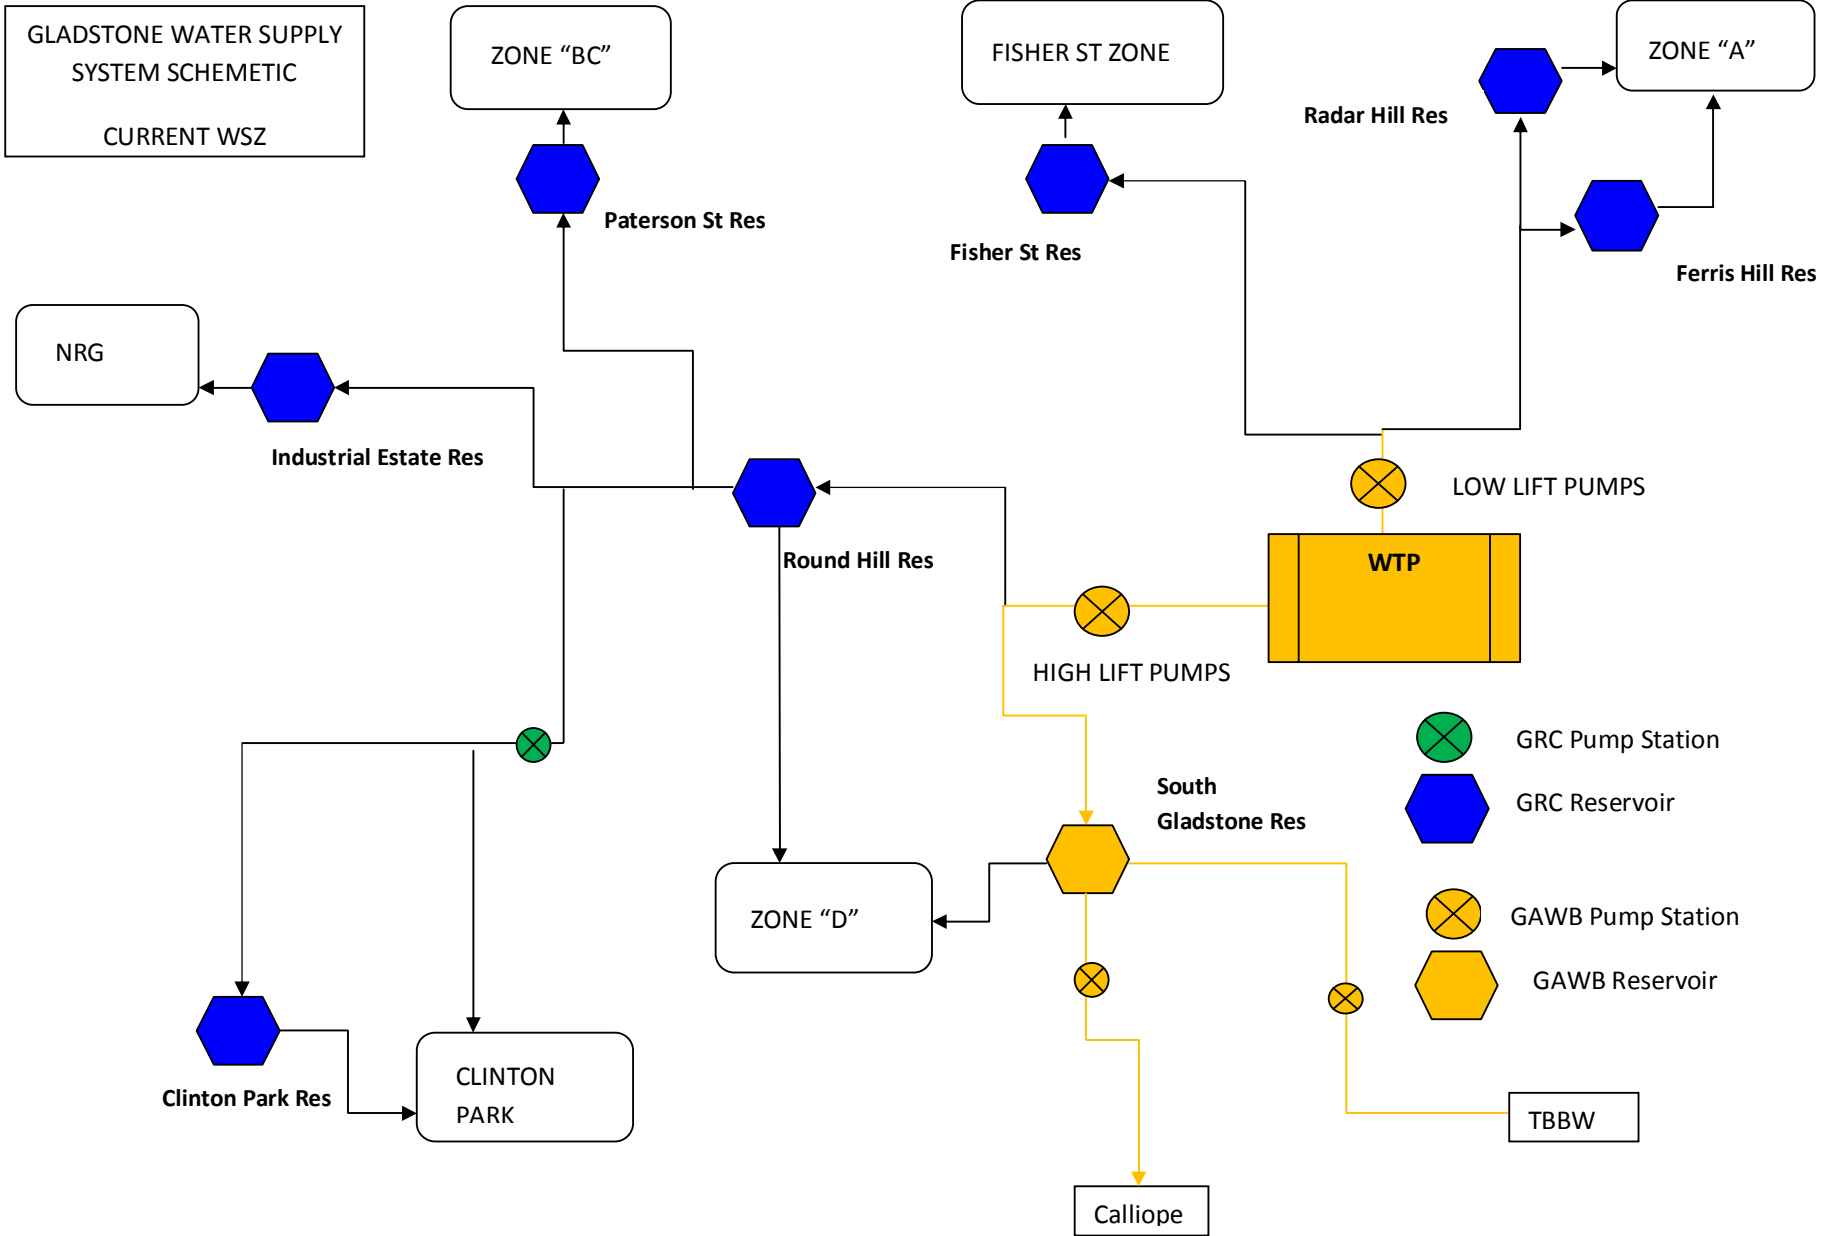 GLADSTONE WATER SUPPLY
SYSTEM SCHEMETIC
CURRENT WSZ
ZONE “BC”
FISHER ST ZONE
ZONE “A”
Radar Hill Res
Paterson St Res
Fisher St Res
Ferris Hill Res
NRG
Industrial Estate Res
LOW LIFT PUMPS
Round Hill Res
WTP
HIGH LIFT PUMPS
GRC Pump Station
South
Gladstone Res
GRC Reservoir
ZONE “D”
GAWB Pump Station
GAWB Reservoir
Clinton Park Res
CLINTON
PARK
TBBW
Calliope